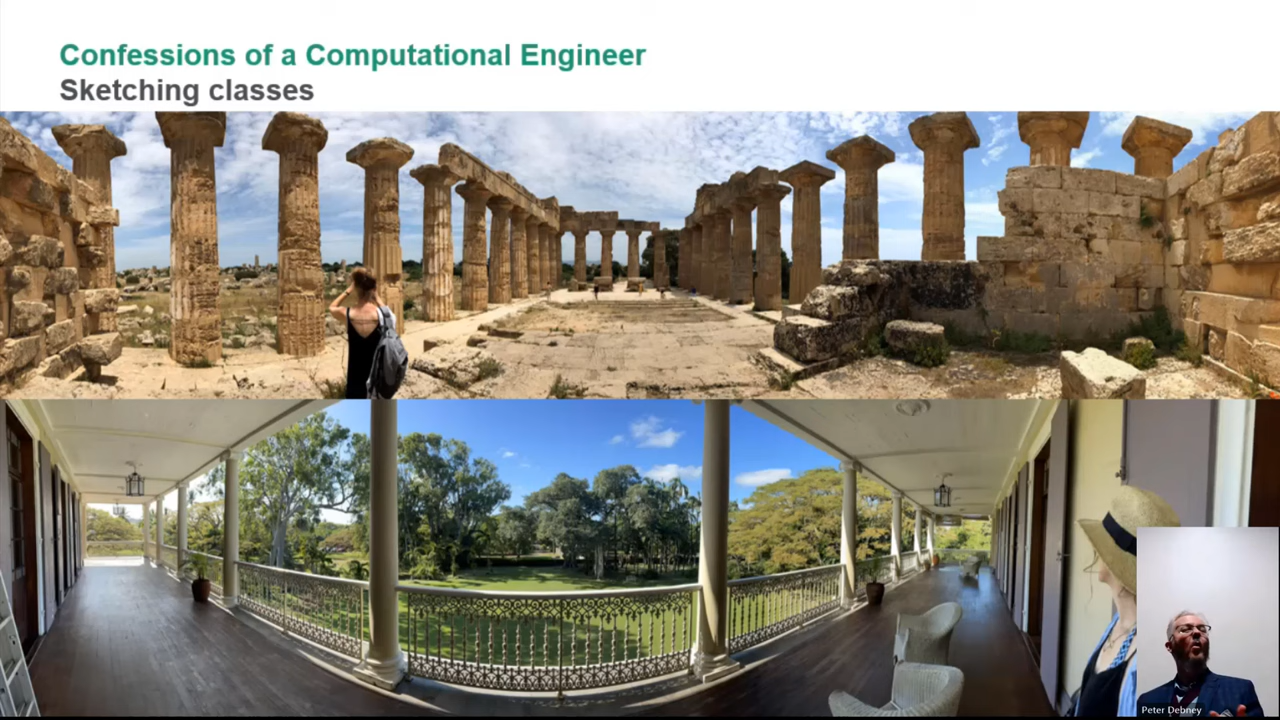 Confessions of a Computational Engineer
Sketching classes
Peter Debney